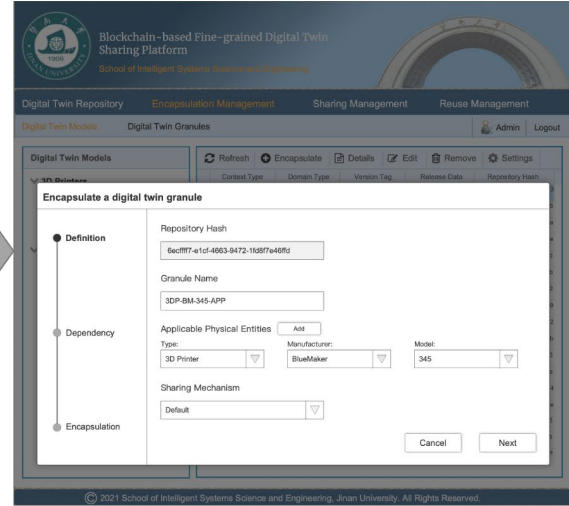 1906
JINAN UNIVERSITY
Blockchain-based Fine-grained Digital Twin
Sharing Platform
School of Intelligent Systems Science and Engineering
Digital Twin Repository Encapsulation Management Sharing Management Reuse Management
Digital Twin Models Digital Twin Granules Admin Logout
Digital Twin Models Refresh Encapsulate Details Edit Remove Settings
3D Printers Context Type Domain Type Version Tag Release Data Repository Hash
Encapsulate a digital twin granule
Definition
Repository Hash
6ecffff7-e1cf-4663-9472-1fd8f7e46ffd
Granule Name
3DP-BM-345-APP
Dependency
Applicable Physical Entities Add
Type: Manufacturer: Model:
3D Printer BlueMaker 345
Sharing Mechanism
Default
Encapsulation
Cancel Next
© 2021 School of Intelligent Systems Science and Engineering, Jinan University. All Rights Reserved.